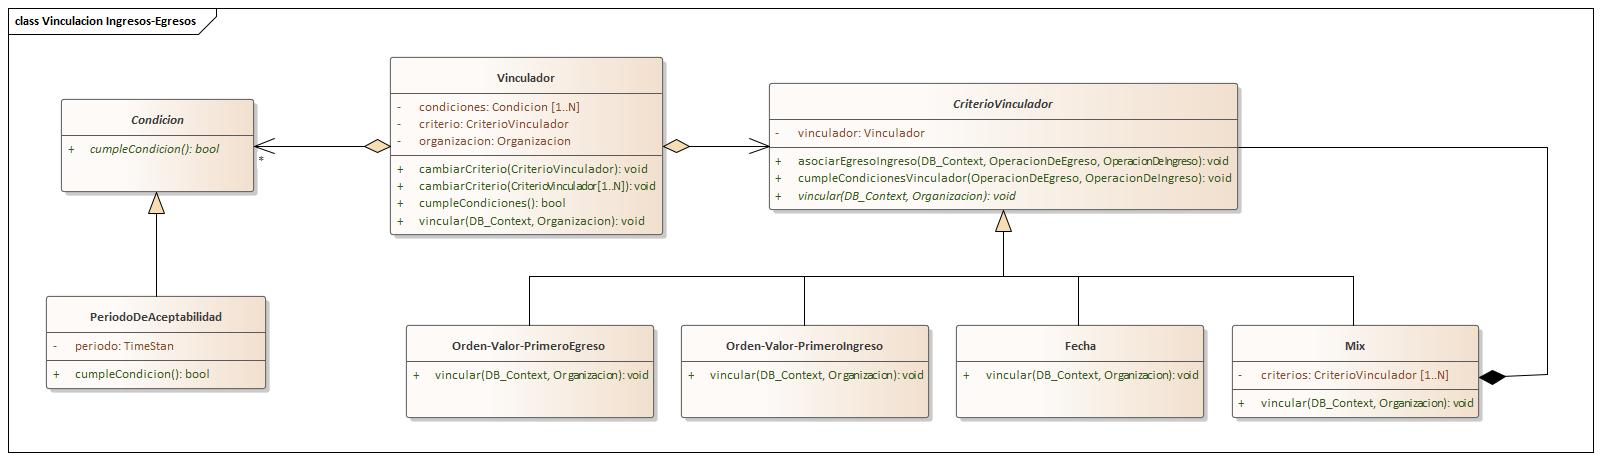 class Vinculacion Ingresos-Egresos
Condicion
+ cumpleCondicion(): bool
*
Vinculador
- condiciones: Condicion [1..N]
- criterio: CriterioVinculador
- organizacion: Organizacion
+ cambiarCriterio(CriterioVinculador): void
+ cambiarCriterio(CriterioVinculador[1..N]): void
+ cumpleCondiciones(): bool
+ vincular(DB_Context, Organizacion): void
CriterioVinculador
- vinculador: Vinculador
+ asociarEgresoIngreso(DB_Context, OperacionDeEgreso, OperacionDeIngreso): void
+ cumpleCondicionesVinculador(OperacionDeEgreso, OperacionDeIngreso): void
+ vincular(DB_Context, Organizacion): void
PeriodoDeAceptabilidad
- periodo: TimeStan
+ cumpleCondicion(): bool
Orden-Valor-PrimeroEgreso
+ vincular(DB_Context, Organizacion): void
Orden-Valor-PrimeroIngreso
+ vincular(DB_Context, Organizacion): void
Fecha
+ vincular(DB_Context, Organizacion): void
Mix
- criterios: CriterioVinculador [1..N]
+ vincular(DB_Context, Organizacion): void